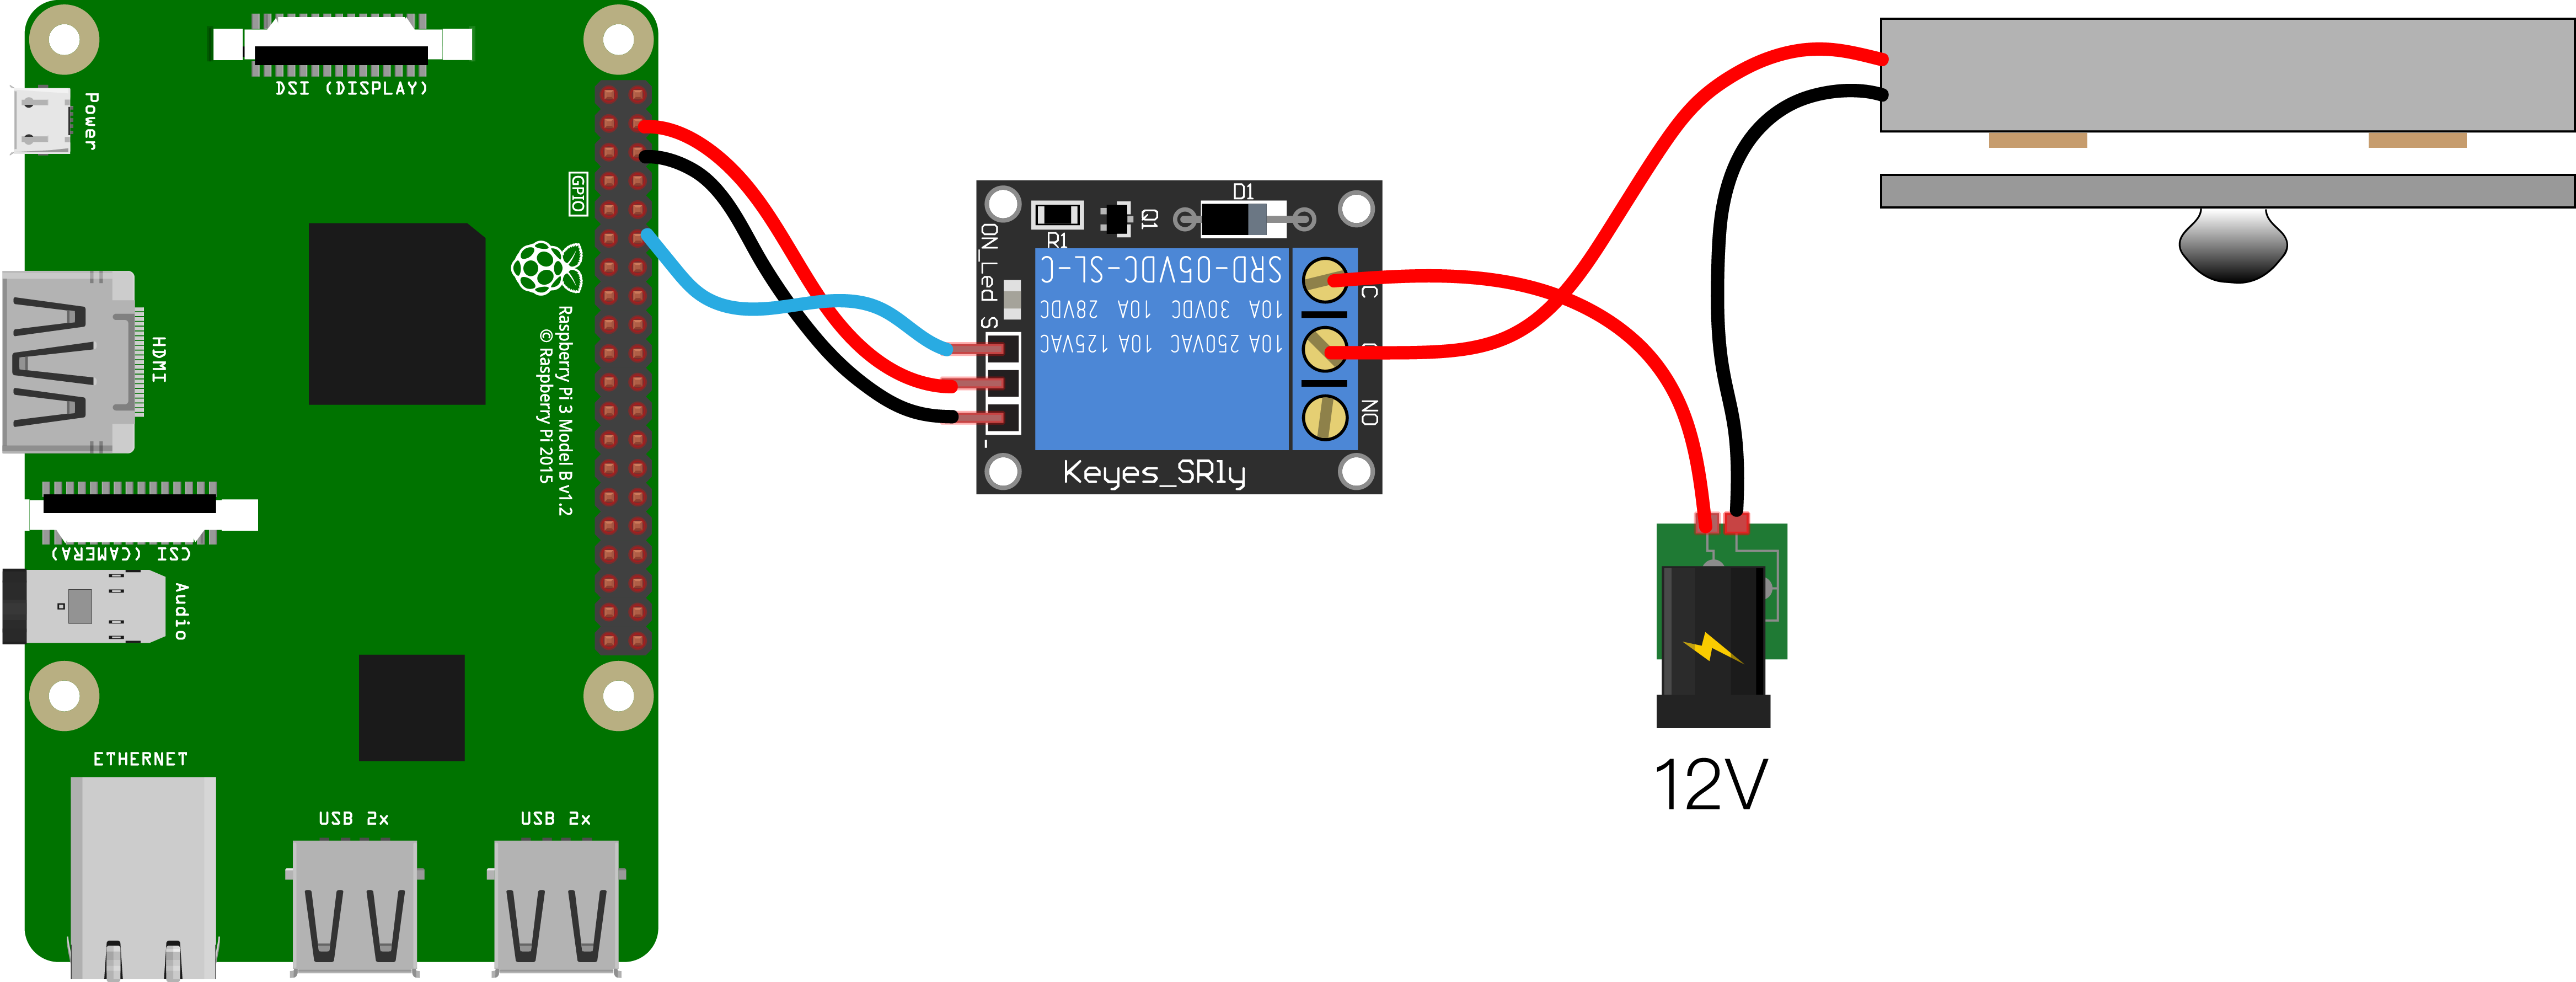 DSI (DISPLAY)
Power
GPIO
HDMI
Raspberry Pi 3 Model B v1.2
© Raspberry Pi 2015
CSI (CAMERA)
Audio
ETHERNET
USB 2x
USB 2x
D1
R1
Q1
ON_Led
S
-
SRD-05VDC-SL-C
10A 30VDC 10A 28VDC
10A 250VAC 10A 125VAC
NO
Keyes_SR1y
12V